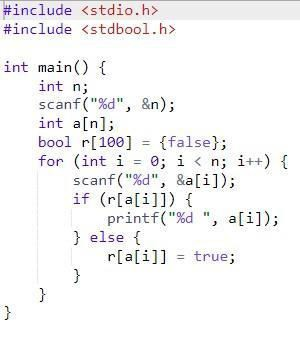 #include <stdio.h>
#include <stdbool.h>

int main() {
    int n;
    scanf("%d", &n);
    int a[n];
    bool r[100] = {false};
    for (int i = 0; i < n; i++) {
        scanf("%d", &a[i]);
        if (r[a[i]]) {
            printf("%d ", a[i]);
        } else {
            r[a[i]] = true;
        }
    }
}